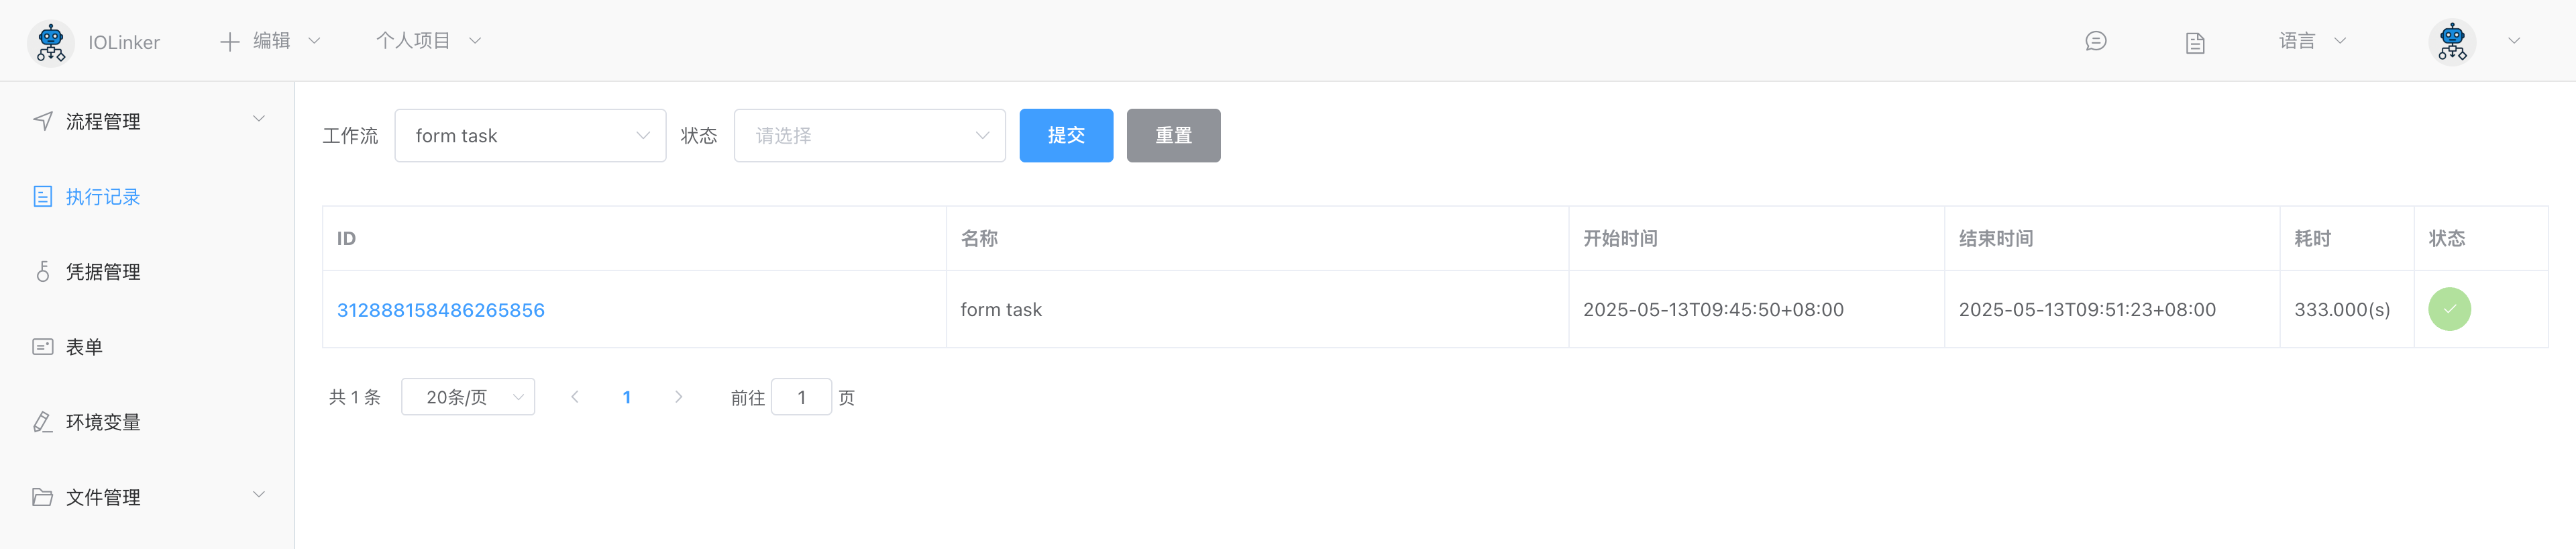 IOLinker 编辑 个人项目 语言
流程管理
执行记录
凭据管理
表单
环境变量
文件管理
工作流 form task 状态 请选择 提交 重置
ID 名称 开始时间 结束时间 耗时 状态
312888158486265856 form task 2025-05-13T09:45:50+08:00 2025-05-13T09:51:23+08:00 333.000(s)
共 1 条 20条/页 1 前往 1 页